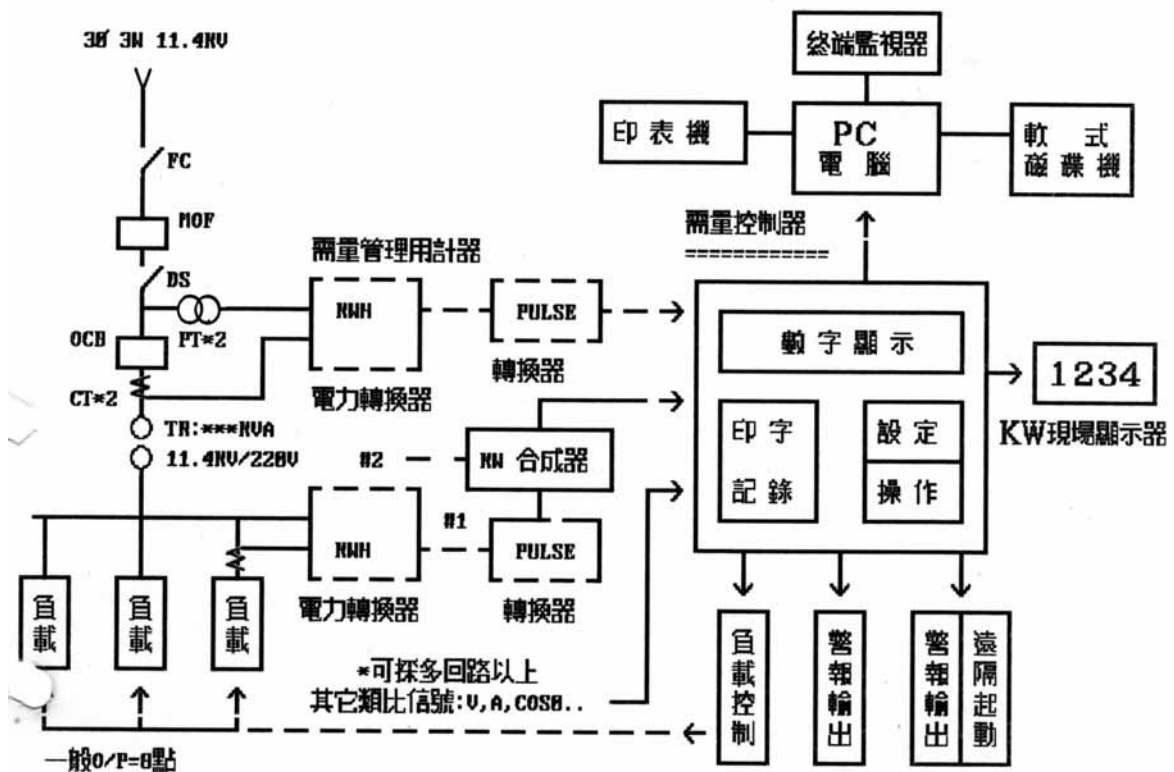 3Ø 3W 11.4KV
FC
MOF
DS
PT*2
OCB
CT*2
TR:***KVA
11.4KV/220V
負載
負載
負載
一般O/P=8點
需量管理用計器
KWH
電力轉換器
PULSE
轉換器
#2
KW 合成器
#1
KWH
電力轉換器
PULSE
轉換器
*可採多回路以上
其它類比信號:V,A,COSθ..
終端監視器
印表機
PC
電腦
軟式
磁碟機
需量控制器
============
數字顯示
印字
記錄
設定
操作
1234
KW現場顯示器
負載控制
警報輸出
警報輸出
遠隔起動